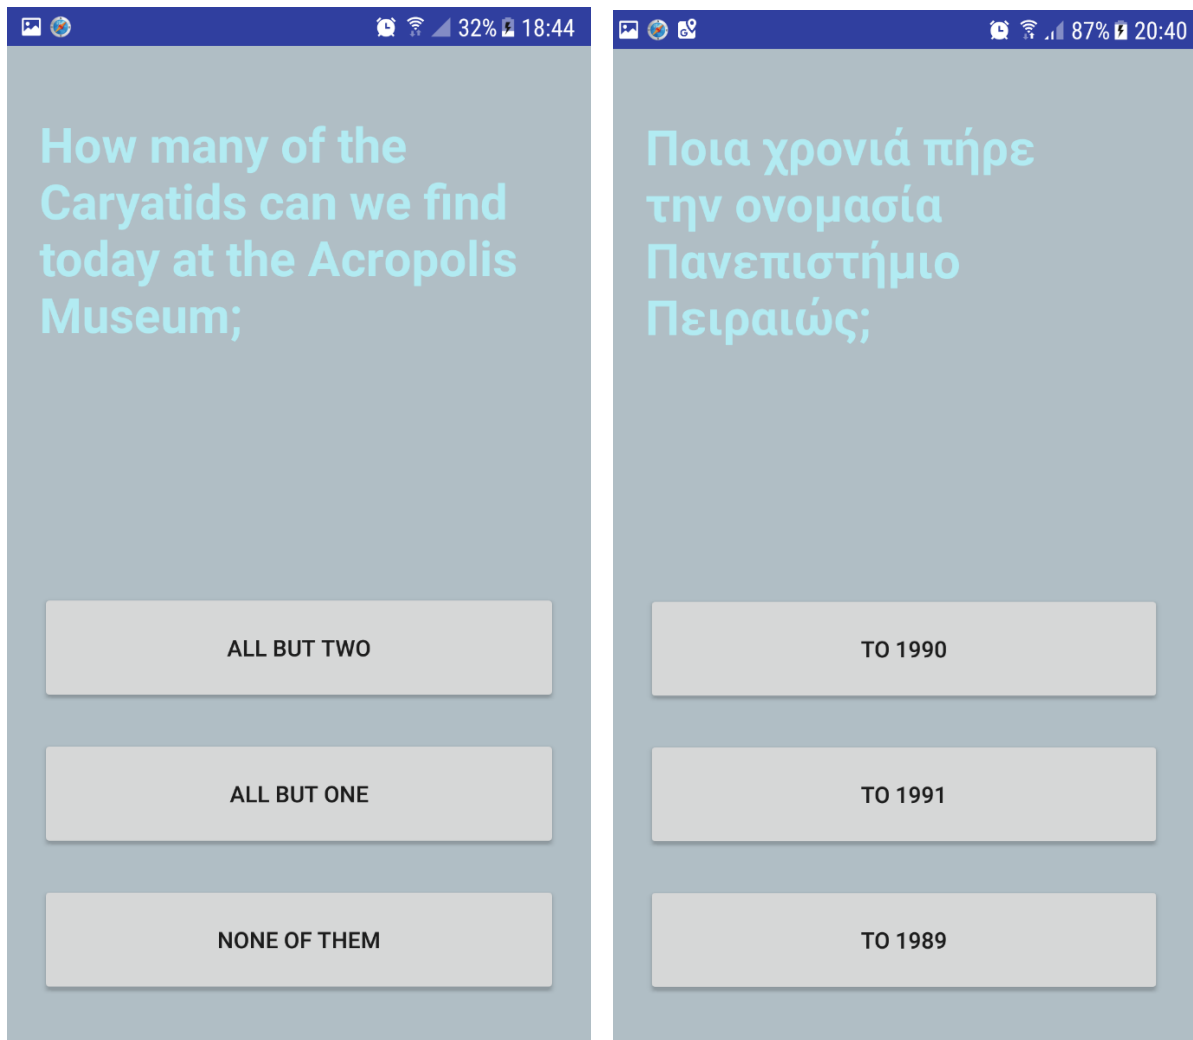 32% 18:44
How many of the
Caryatids can we find
today at the Acropolis
Museum;
ALL BUT TWO
ALL BUT ONE
NONE OF THEM
87% 20:40
Ποια χρονιά πήρε
την ονομασία
Πανεπιστήμιο
Πειραιώς;
ΤΟ 1990
ΤΟ 1991
ΤΟ 1989